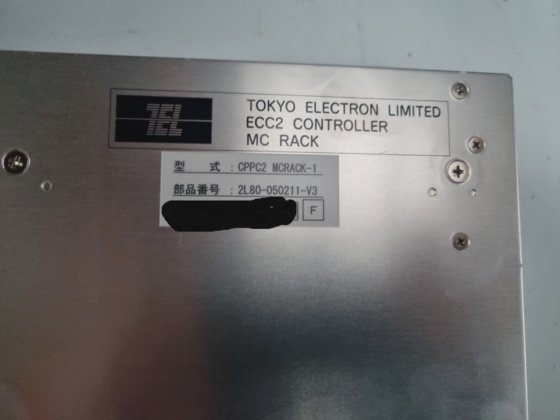 TEL
TOKYO ELECTRON LIMITED
ECC2 CONTROLLER
MC RACK
型 式 : CPPC2 MCRACK-1
部品番号 : 2L80-050211-V3
F